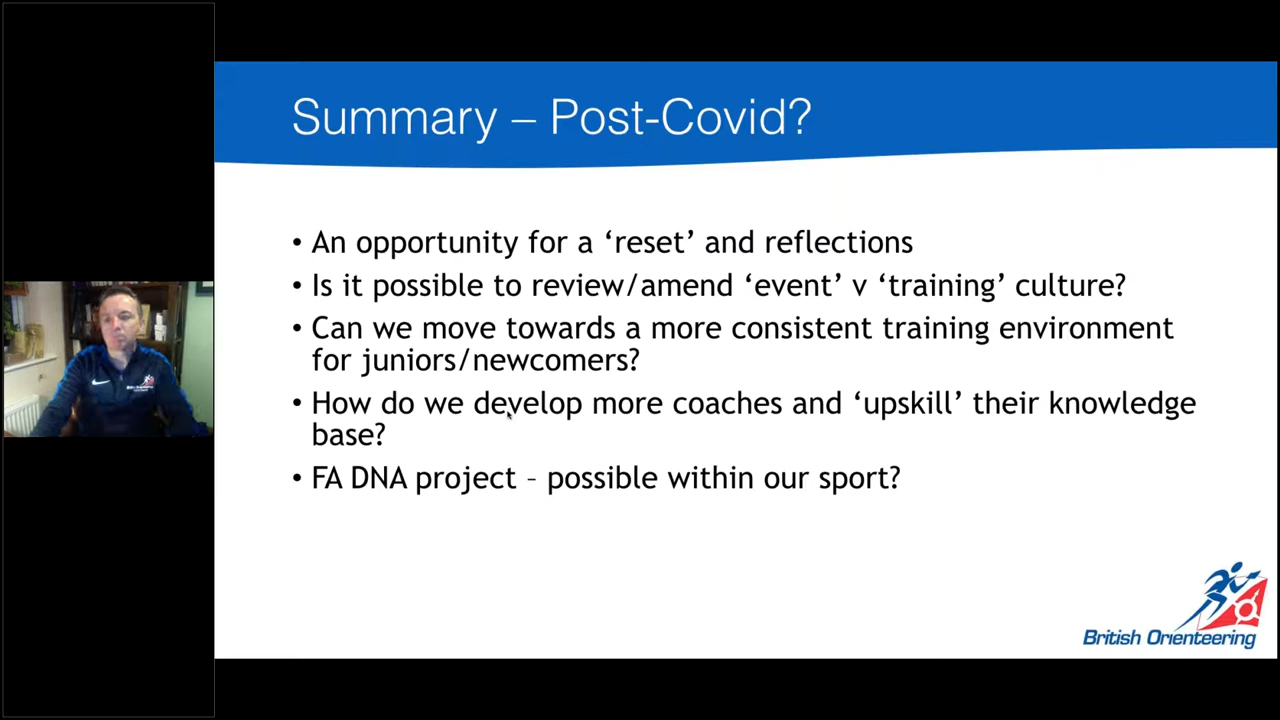 Summary – Post-Covid?
• An opportunity for a ‘reset’ and reflections
• Is it possible to review/amend ‘event’ v ‘training’ culture?
• Can we move towards a more consistent training environment
for juniors/newcomers?
• How do we develop more coaches and ‘upskill’ their knowledge
base?
• FA DNA project – possible within our sport?
British Orienteering
British Orienteering